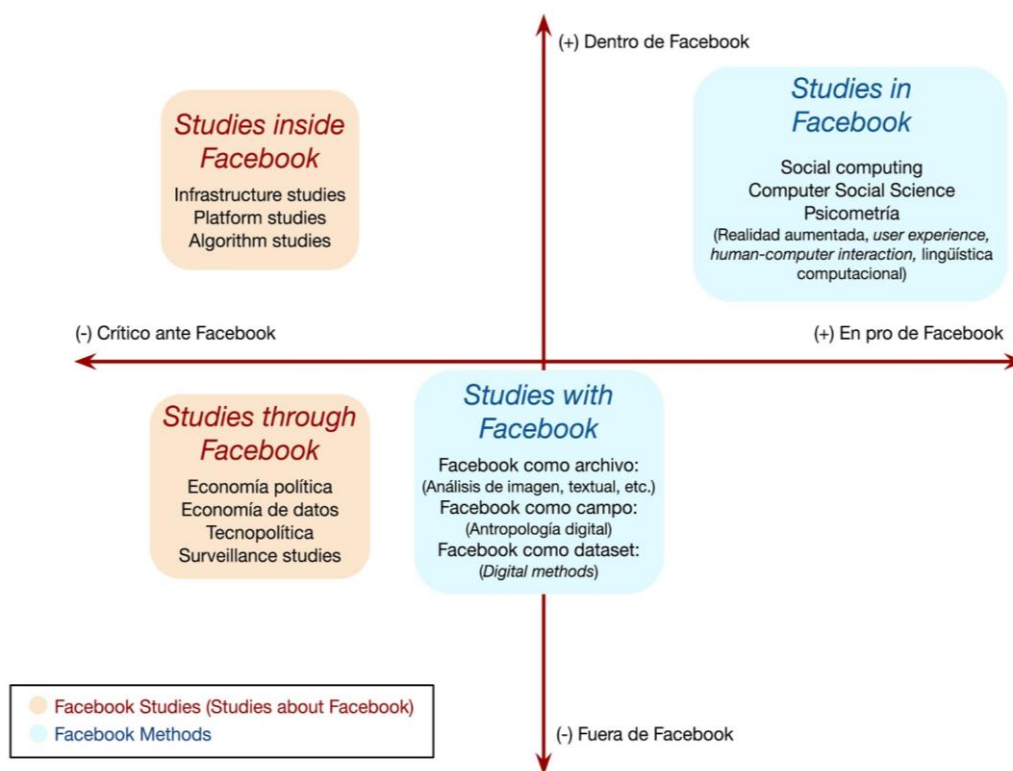 (+) Dentro de Facebook
Studies inside
Facebook
Infrastructure studies
Platform studies
Algorithm studies
Studies in
Facebook
Social computing
Computer Social Science
Psicometría
(Realidad aumentada, user experience,
human-computer interaction, lingüística
computacional)
(-) Crítico ante Facebook
(+) En pro de Facebook
Studies through
Facebook
Economía política
Economía de datos
Tecnopolítica
Surveillance studies
Studies with
Facebook
Facebook como archivo:
(Análisis de imagen, textual, etc.)
Facebook como campo:
(Antropología digital)
Facebook como dataset:
(Digital methods)
Facebook Studies (Studies about Facebook)
Facebook Methods
(-) Fuera de Facebook